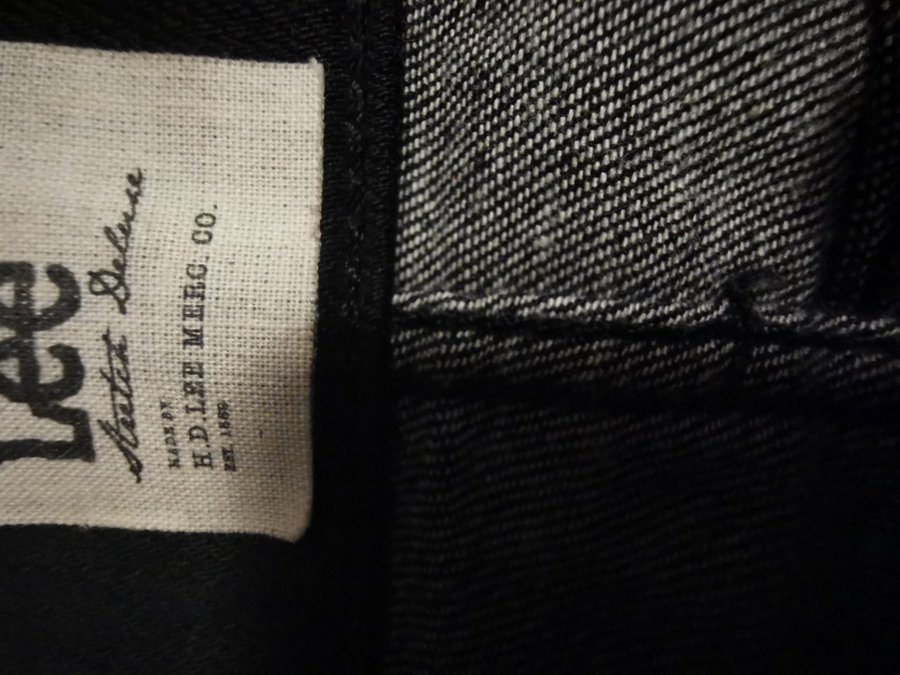 Lee
Stretch Deluxe
MADE BY
H.D. LEE MERC. CO.
EST. 1889